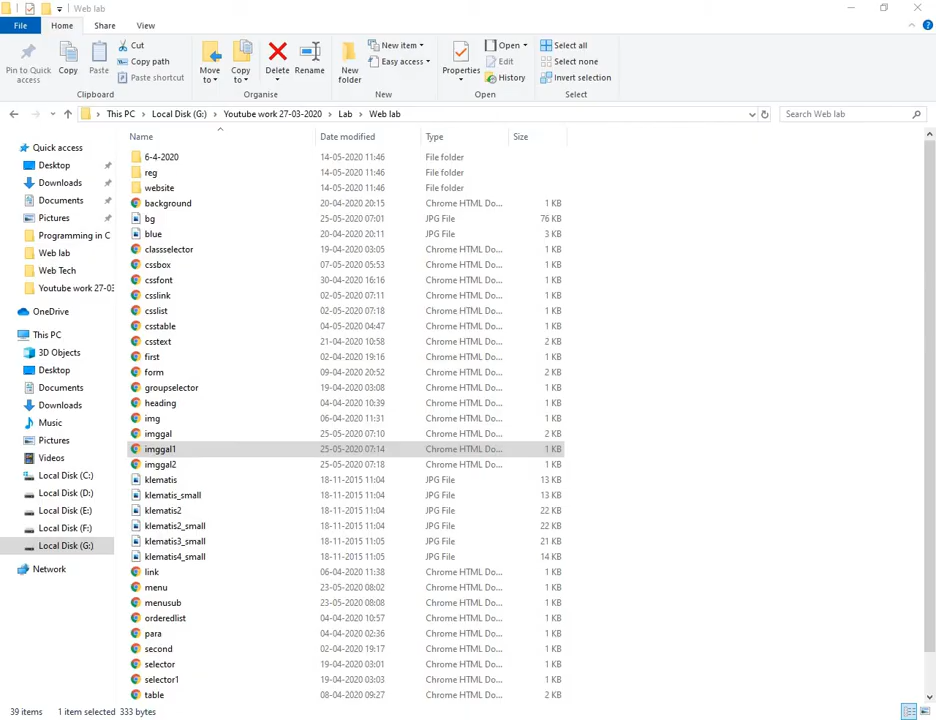 Web lab
File Home Share View
Pin to Quick access
Copy
Paste
Cut
Copy path
Paste shortcut
Clipboard
Move to
Copy to
Delete
Rename
Organise
New folder
New item
Easy access
New
Properties
Open
Edit
History
Open
Select all
Select none
Invert selection
Select
This PC › Local Disk (G:) › Youtube work 27-03-2020 › Lab › Web lab
Search Web lab
Quick access
Desktop
Downloads
Documents
Pictures
Programming in C
Web lab
Web Tech
Youtube work 27-03
OneDrive
This PC
3D Objects
Desktop
Documents
Downloads
Music
Pictures
Videos
Local Disk (C:)
Local Disk (D:)
Local Disk (E:)
Local Disk (F:)
Local Disk (G:)
Network
Name Date modified Type Size
6-4-2020 14-05-2020 11:46 File folder
reg 14-05-2020 11:46 File folder
website 14-05-2020 11:46 File folder
background 20-04-2020 20:15 Chrome HTML Do... 1 KB
bg 25-05-2020 07:01 JPG File 76 KB
blue 20-04-2020 20:11 JPG File 3 KB
classselector 19-04-2020 03:05 Chrome HTML Do... 1 KB
cssbox 07-05-2020 05:53 Chrome HTML Do... 1 KB
cssfont 30-04-2020 16:16 Chrome HTML Do... 1 KB
csslink 02-05-2020 07:11 Chrome HTML Do... 1 KB
csslist 02-05-2020 07:18 Chrome HTML Do... 1 KB
csstable 04-05-2020 04:47 Chrome HTML Do... 1 KB
csstext 21-04-2020 10:58 Chrome HTML Do... 2 KB
first 02-04-2020 19:16 Chrome HTML Do... 1 KB
form 09-04-2020 20:52 Chrome HTML Do... 2 KB
groupselector 19-04-2020 03:08 Chrome HTML Do... 1 KB
heading 04-04-2020 10:39 Chrome HTML Do... 1 KB
img 06-04-2020 11:31 Chrome HTML Do... 1 KB
imggal 25-05-2020 07:10 Chrome HTML Do... 2 KB
imggal1 25-05-2020 07:14 Chrome HTML Do... 1 KB
imggal2 25-05-2020 07:18 Chrome HTML Do... 1 KB
klematis 18-11-2015 11:04 JPG File 13 KB
klematis_small 18-11-2015 11:04 JPG File 13 KB
klematis2 18-11-2015 11:04 JPG File 22 KB
klematis2_small 18-11-2015 11:04 JPG File 22 KB
klematis3_small 18-11-2015 11:05 JPG File 21 KB
klematis4_small 18-11-2015 11:05 JPG File 14 KB
link 06-04-2020 11:38 Chrome HTML Do... 1 KB
menu 23-05-2020 08:02 Chrome HTML Do... 1 KB
menusub 23-05-2020 08:08 Chrome HTML Do... 1 KB
orderedlist 04-04-2020 10:57 Chrome HTML Do... 1 KB
para 04-04-2020 02:36 Chrome HTML Do... 1 KB
second 02-04-2020 19:17 Chrome HTML Do... 1 KB
selector 19-04-2020 03:01 Chrome HTML Do... 1 KB
selector1 19-04-2020 03:03 Chrome HTML Do... 1 KB
table 08-04-2020 09:27 Chrome HTML Do... 2 KB
39 items 1 item selected 333 bytes